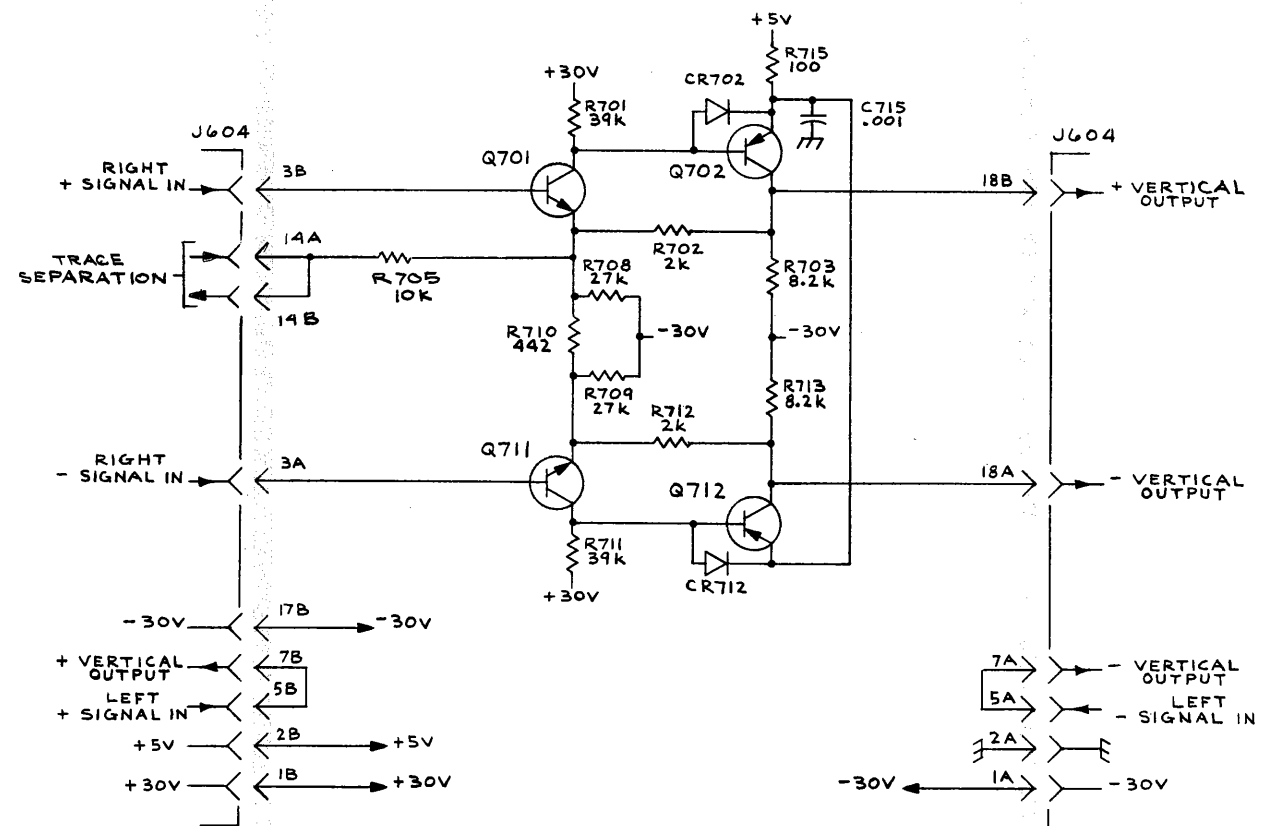 +5V
R715
100
+30V
CR702
R701
39K
C715
.001
J604
J604
RIGHT
+ SIGNAL IN
3B
Q701
Q702
18B
+ VERTICAL
OUTPUT
TRACE
SEPARATION
14A
14B
R705
10K
R702
2K
R708
27K
R703
8.2K
R710
442
-30V
-30V
R709
27K
R713
8.2K
R712
2K
RIGHT
- SIGNAL IN
3A
Q711
Q712
18A
- VERTICAL
OUTPUT
R711
39K
CR712
+30V
-30V
17B
-30V
+ VERTICAL
OUTPUT
7B
LEFT
+ SIGNAL IN
5B
+5V
2B
+5V
+30V
1B
+30V
7A
- VERTICAL
OUTPUT
5A
LEFT
- SIGNAL IN
2A
-30V
1A
-30V